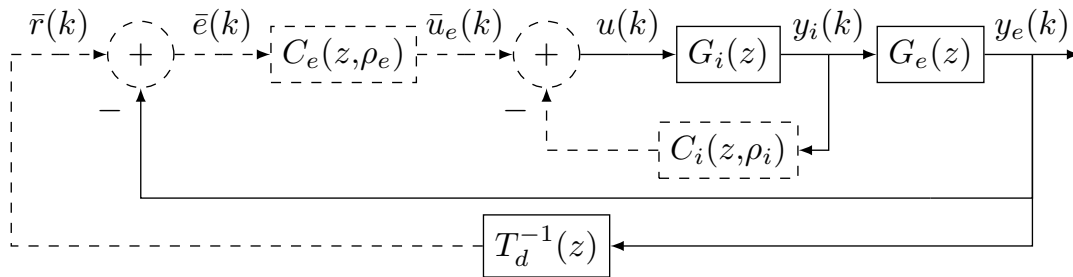 r̄(k) ē(k) ū_e(k) u(k) y_i(k) y_e(k)
+ C_e(z,ρ_e) + G_i(z) G_e(z)
− −
C_i(z,ρ_i)
T_d^{-1}(z)